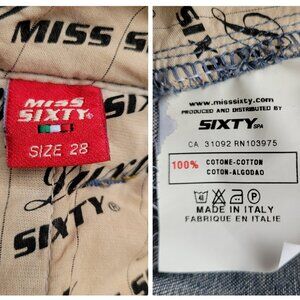 MISS SIXTY
MISS
SIXTY®
SIZE 28
SIXTY®
www.misssixty.com
PRODUCED AND DISTRIBUTED BY
SIXTY SPA
CA 31092 RN103975
100% COTONE-COTTON
COTON-ALGODAO
MADE IN ITALY
FABRIQUE EN ITALIE